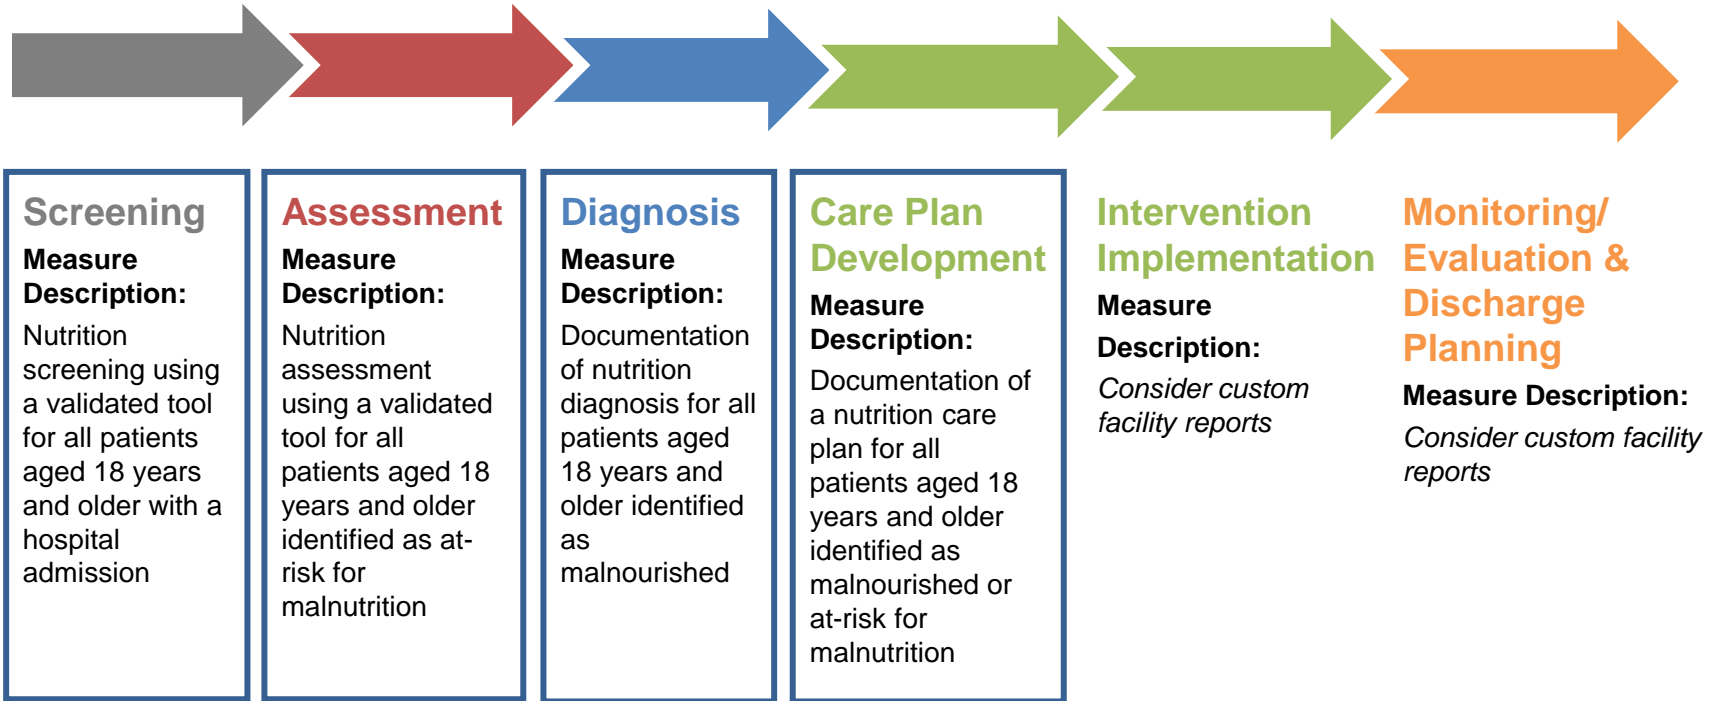 Screening
Measure
Description:
Nutrition
screening using
a validated tool
for all patients
aged 18 years
and older with a
hospital
admission
Assessment
Measure
Description:
Nutrition
assessment
using a validated
tool for all
patients aged 18
years and older
identified as at-
risk for
malnutrition
Diagnosis
Measure
Description:
Documentation
of nutrition
diagnosis for all
patients aged
18 years and
older identified
as
malnourished
Care Plan
Development
Measure
Description:
Documentation of
a nutrition care
plan for all
patients aged 18
years and older
identified as
malnourished or
at-risk for
malnutrition
Intervention
Implementation
Measure
Description:
Consider custom
facility reports
Monitoring/
Evaluation &
Discharge
Planning
Measure Description:
Consider custom facility
reports